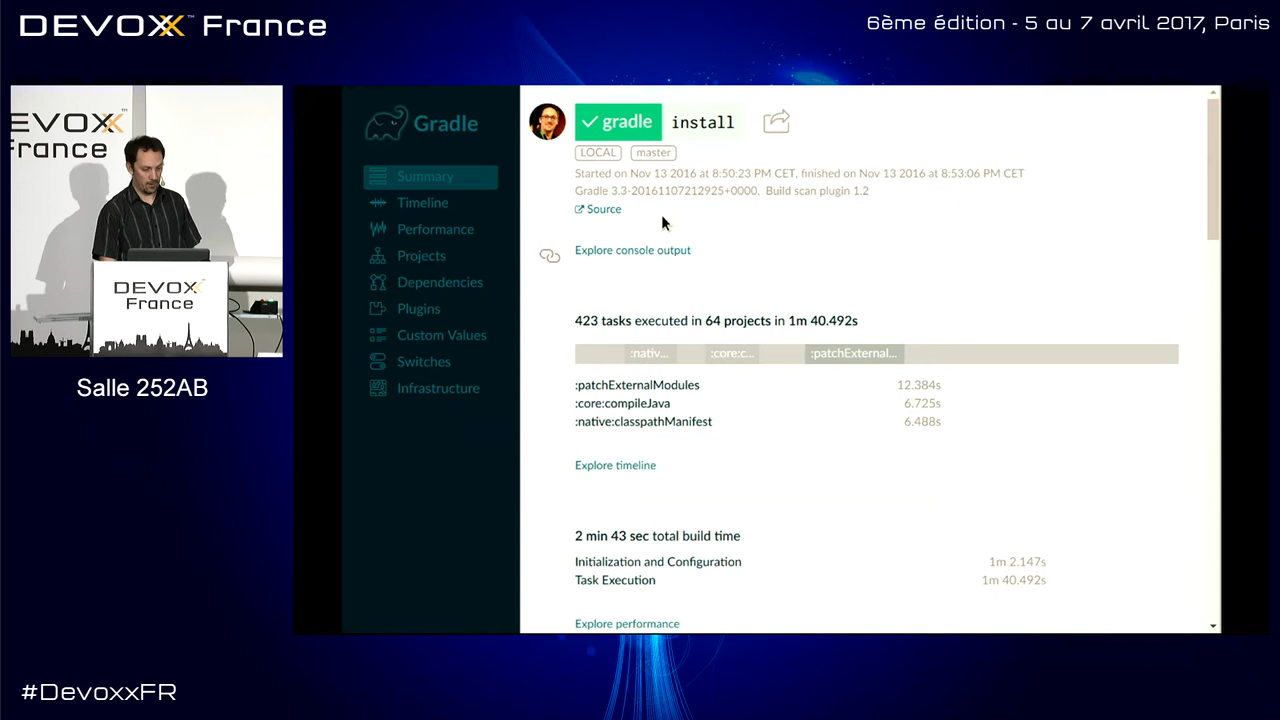 DEVOXX™ France
6ème édition - 5 au 7 avril 2017, Paris
DEVOXX™
France
DEVOXX™
France
Salle 252AB
#DevoxxFR
Gradle
Summary
Timeline
Performance
Projects
Dependencies
Plugins
Custom Values
Switches
Infrastructure
gradle install
LOCAL master
Started on Nov 13 2016 at 8:50:23 PM CET, finished on Nov 13 2016 at 8:53:06 PM CET
Gradle 3.3-20161107212925+0000, Build scan plugin 1.2
Source
Explore console output
423 tasks executed in 64 projects in 1m 40.492s
:nativ... :core:c... :patchExternal...
:patchExternalModules 12.384s
:core:compileJava 6.725s
:native:classpathManifest 6.488s
Explore timeline
2 min 43 sec total build time
Initialization and Configuration 1m 2.147s
Task Execution 1m 40.492s
Explore performance